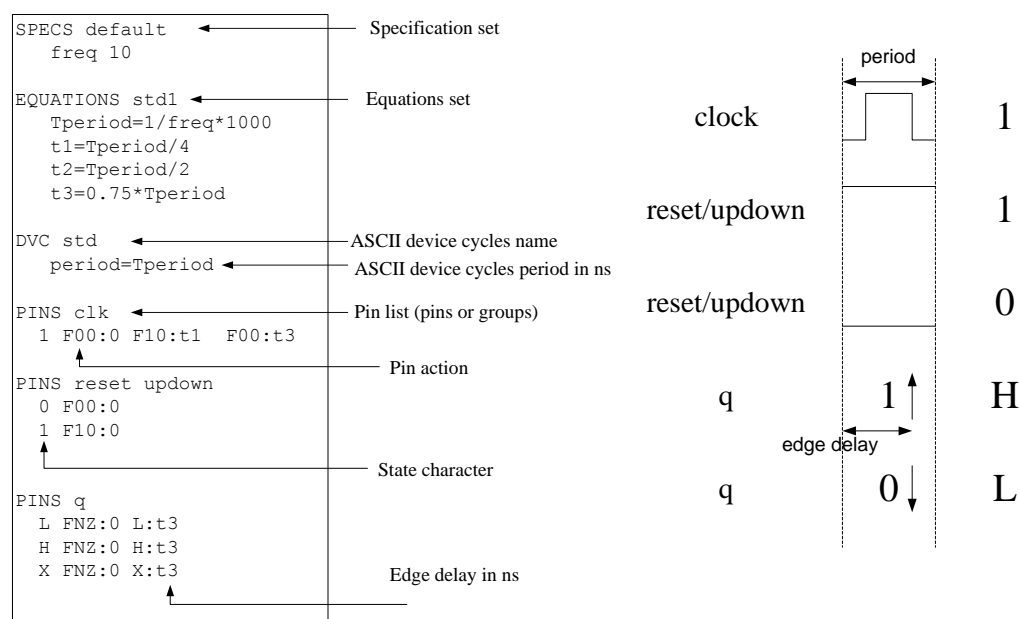 SPECS default
Specification set
freq 10
EQUATIONS std1
Equations set
Tperiod=1/freq*1000
t1=Tperiod/4
t2=Tperiod/2
t3=0.75*Tperiod
DVC std
ASCII device cycles name
period=Tperiod
ASCII device cycles period in ns
PINS clk
Pin list (pins or groups)
1 F00:0 F10:t1 F00:t3
Pin action
PINS reset updown
0 F00:0
1 F10:0
State character
PINS q
L FNZ:0 L:t3
H FNZ:0 H:t3
X FNZ:0 X:t3
Edge delay in ns
period
clock 1
reset/updown 1
reset/updown 0
q 1 H
edge delay
q 0 L